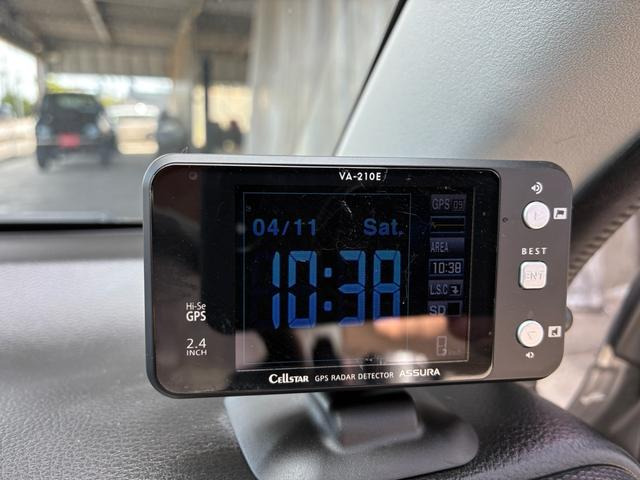 VA-210E
GPS 09
04/11 Sat.
AREA
10:38
10:38
L.S.C
SD
Hi-Se
GPS
2.4
INCH
BEST
ENT
CELLSTAR GPS RADAR DETECTOR ASSURA